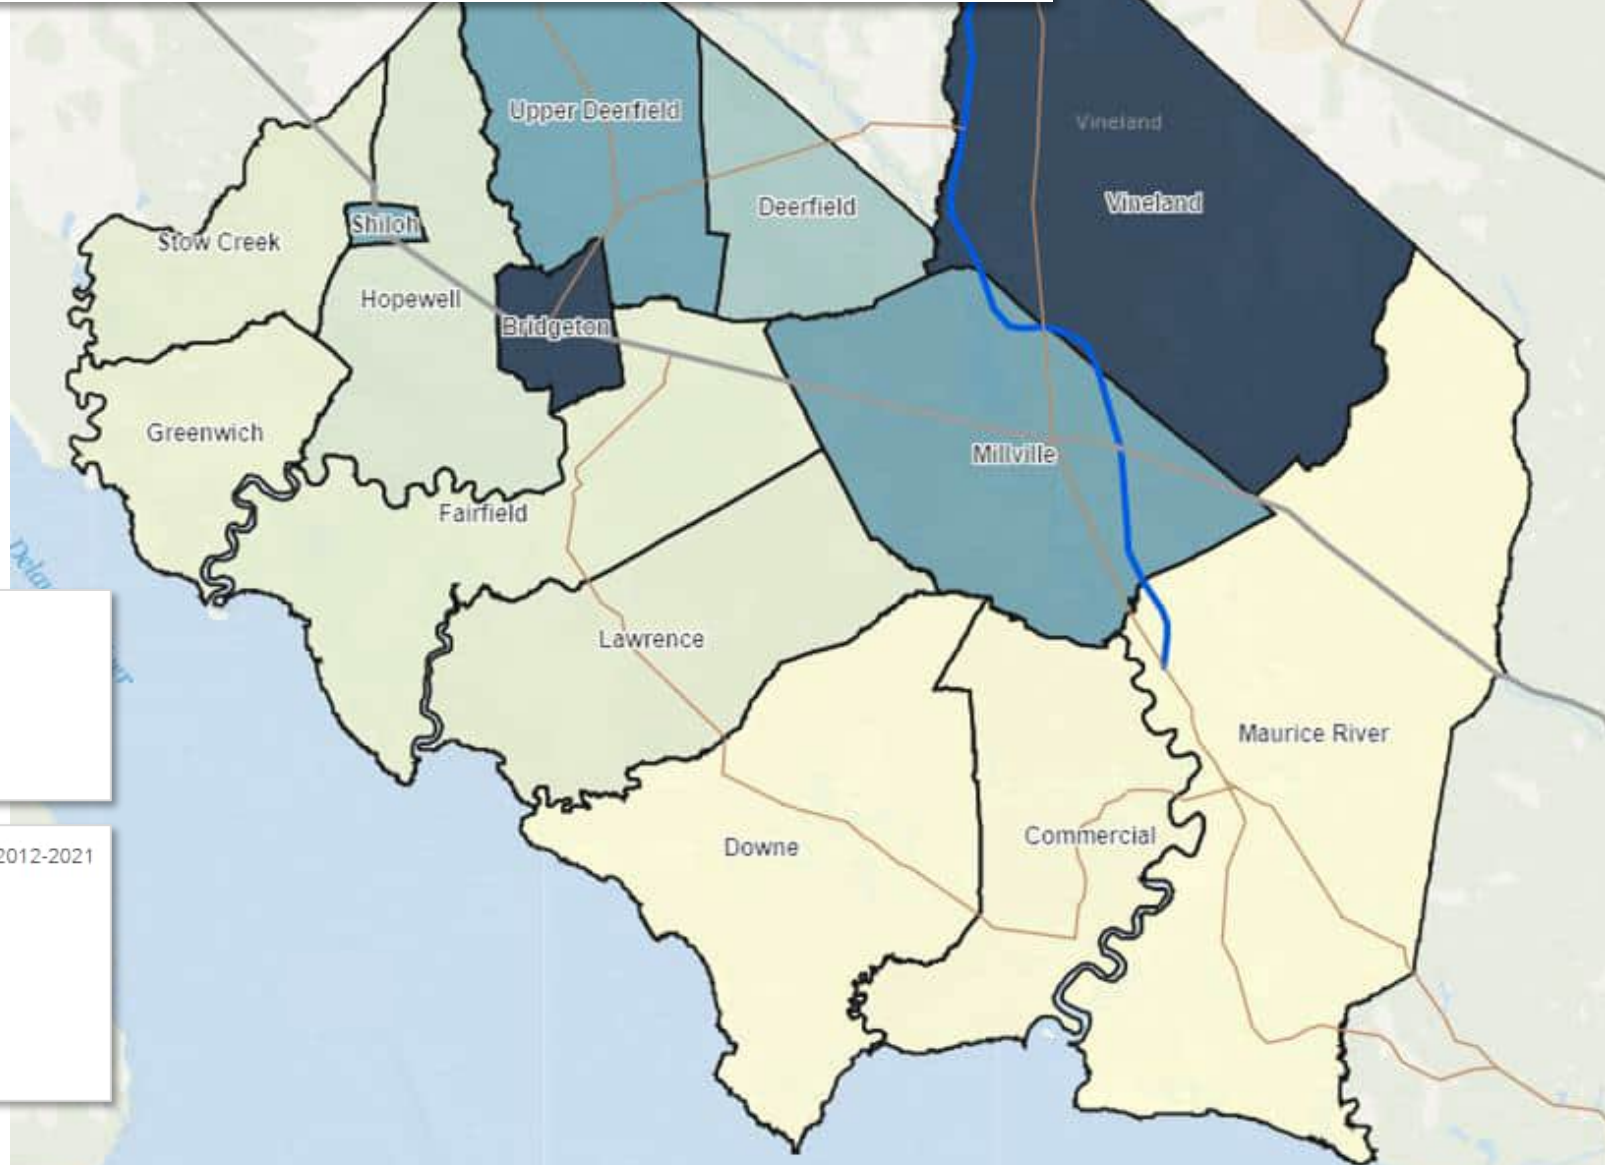 Upper Deerfield
Vineland
Deerfield
Vineland
Shiloh
Stow Creek
Hopewell
Bridgeton
Greenwich
Millville
Fairfield
Lawrence
Maurice River
Commercial
Downe
2012-2021